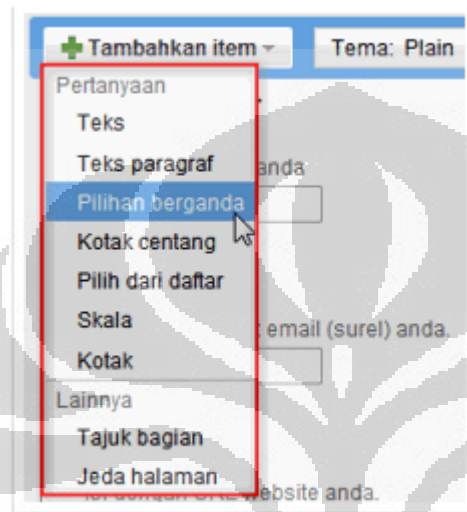 Tambahkan item Tema: Plain
Pertanyaan
Teks
Teks paragraf anda
Pilihan berganda
Kotak centang
Pilih dari daftar
Skala email (surel) anda.
Kotak
Lainnya
Tajuk bagian
Jeda halaman
website anda.